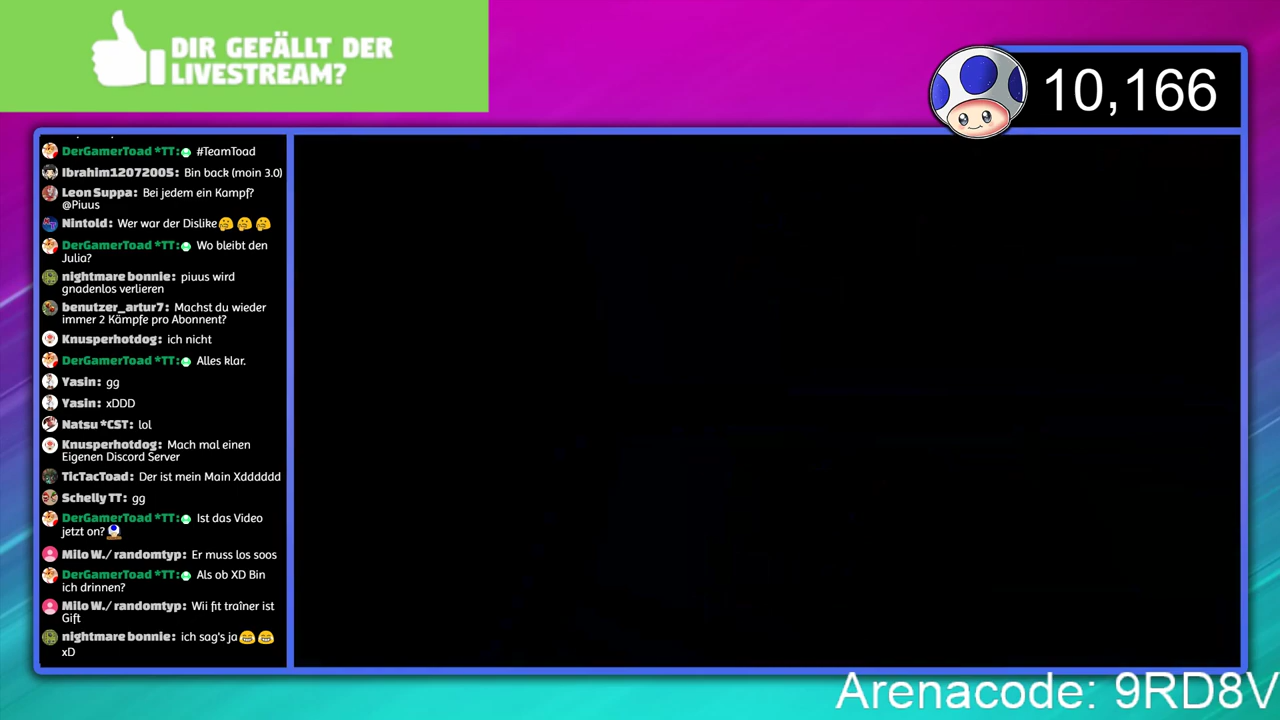 DIR GEFÄLLT DER
LIVESTREAM?
10,166
DerGamerToad *TT: #TeamToad
Ibrahim12072005: Bin back (moin 3.0)
Leon Suppa: Bei jedem ein Kampf?
@Piuus
Nintold: Wer war der Dislike🤔🤔🤔
DerGamerToad *TT: Wo bleibt den
Julia?
nightmare bonnie: piuus wird
gnadenlos verlieren
benutzer_artur7: Machst du wieder
immer 2 Kämpfe pro Abonnent?
Knusperhotdog: ich nicht
DerGamerToad *TT: Alles klar.
Yasin: gg
Yasin: xDDD
Natsu *CST: lol
Knusperhotdog: Mach mal einen
Eigenen Discord Server
TicTacToad: Der ist mein Main Xdddddd
Schelly TT: gg
DerGamerToad *TT: Ist das Video
jetzt on?
Milo W./ randomtyp: Er muss los soos
DerGamerToad *TT: Als ob XD Bin
ich drinnen?
Milo W./ randomtyp: Wii fit traîner ist
Gift
nightmare bonnie: ich sag's ja😂😂
xD
Arenacode: 9RD8V